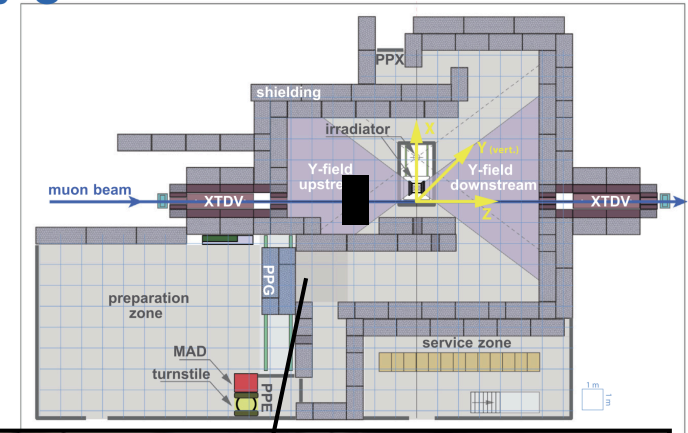 PPX
shielding
irradiator
X
Y (vert.)
Y-field
Y-field
downstream
muon beam
XTDV
Z
XTDV
PPG
preparation
zone
service zone
MAD
turnstile
PPE
1 m
1 m